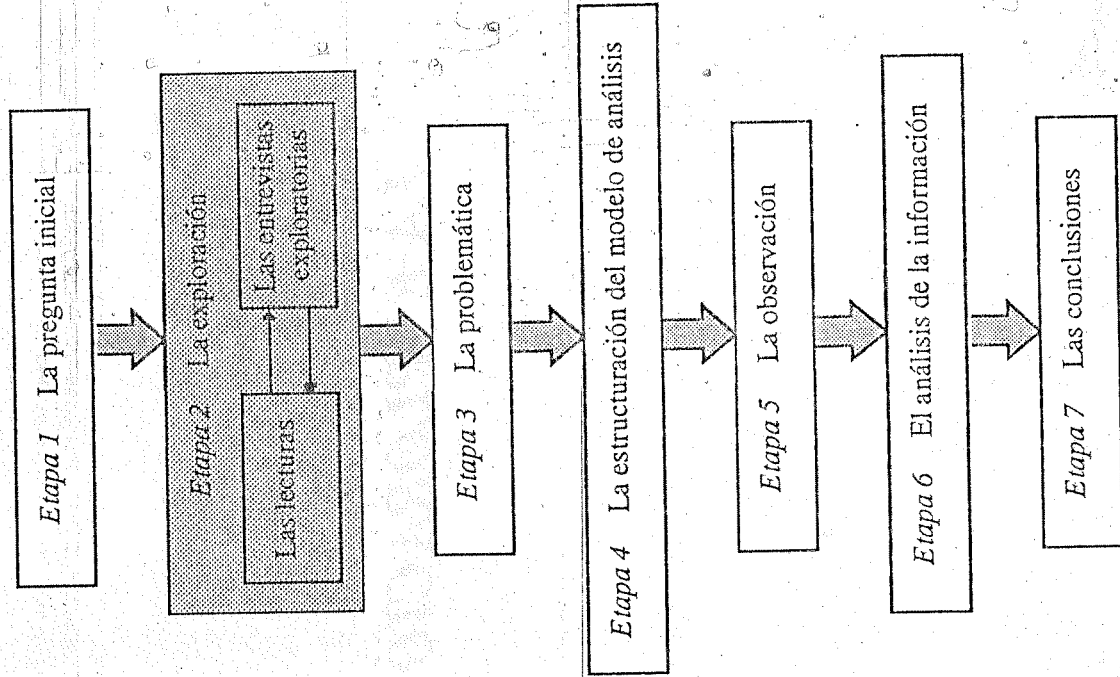 Etapa 1 La pregunta inicial
Etapa 2 La exploración
Las lecturas
Las entrevistas
exploratorias
Etapa 3 La problemática
Etapa 4 La estructuración del modelo de análisis
Etapa 5 La observación
Etapa 6 El análisis de la información
Etapa 7 Las conclusiones